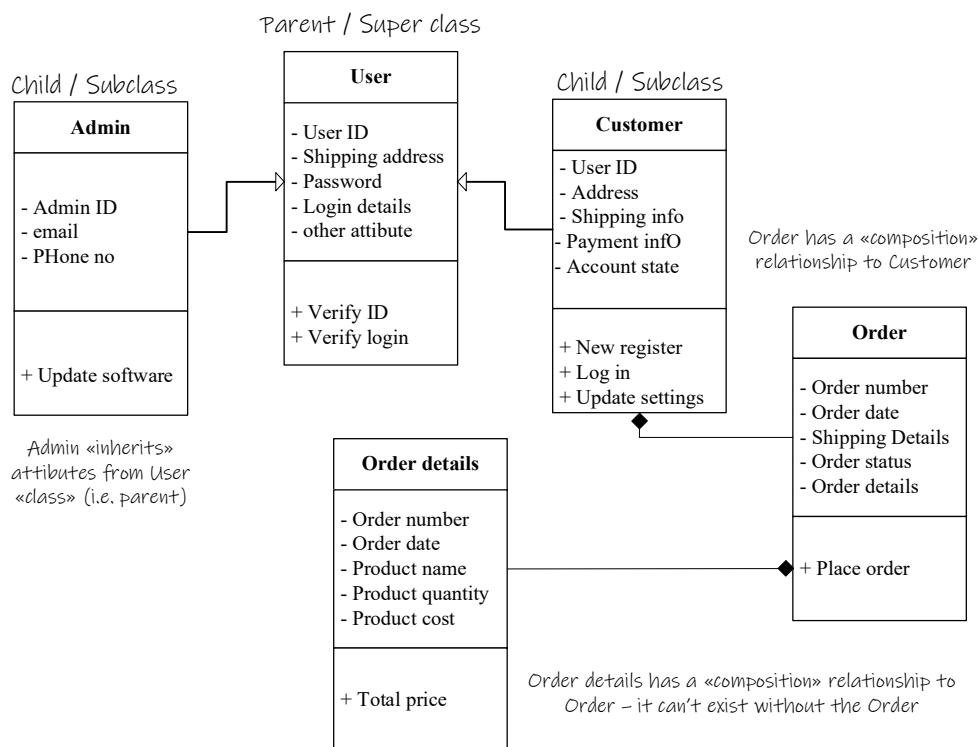 Parent / Super class
Child / Subclass
Admin
- Admin ID
- email
- PHone no
+ Update software
Admin «inherits»
attibutes from User
«class» (i.e. parent)
User
- User ID
- Shipping address
- Password
- Login details
- other attibute
+ Verify ID
+ Verify login
Child / Subclass
Customer
- User ID
- Address
- Shipping info
- Payment infO
- Account state
+ New register
+ Log in
+ Update settings
Order has a «composition»
relationship to Customer
Order
- Order number
- Order date
- Shipping Details
- Order status
- Order details
+ Place order
Order details
- Order number
- Order date
- Product name
- Product quantity
- Product cost
+ Total price
Order details has a «composition» relationship to
Order – it can't exist without the Order